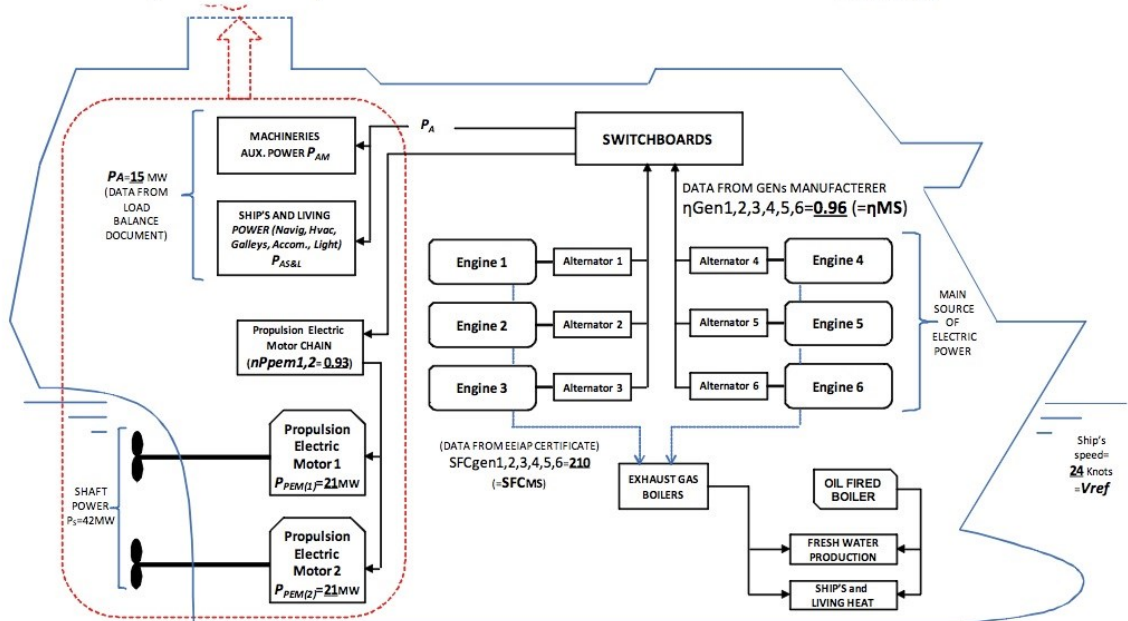 MACHINERIES
AUX. POWER P_AM
P_A
SWITCHBOARDS
PA=15 MW
(DATA FROM
LOAD
BALANCE
DOCUMENT)
SHIP'S AND LIVING
POWER (Navig, Hvac,
Galleys, Accom., Light)
P_AS&L
DATA FROM GENs MANUFACTERER
ηGen1,2,3,4,5,6=0.96 (=ηMS)
Engine 1
Alternator 1
Alternator 4
Engine 4
Engine 2
Alternator 2
Alternator 5
Engine 5
Engine 3
Alternator 3
Alternator 6
Engine 6
MAIN
SOURCE
OF
ELECTRIC
POWER
Propulsion Electric
Motor CHAIN
(nPpem1,2=0.93)
SHAFT
POWER
PS=42MW
Propulsion
Electric
Motor 1
PPEM(1)=21MW
Propulsion
Electric
Motor 2
PPEM(2)=21MW
(DATA FROM EEIAP CERTIFICATE)
SFCgen1,2,3,4,5,6=210
(=SFCMS)
EXHAUST GAS
BOILERS
OIL FIRED
BOILER
FRESH WATER
PRODUCTION
SHIP'S and
LIVING HEAT
Ship's
speed=
24 Knots
=Vref